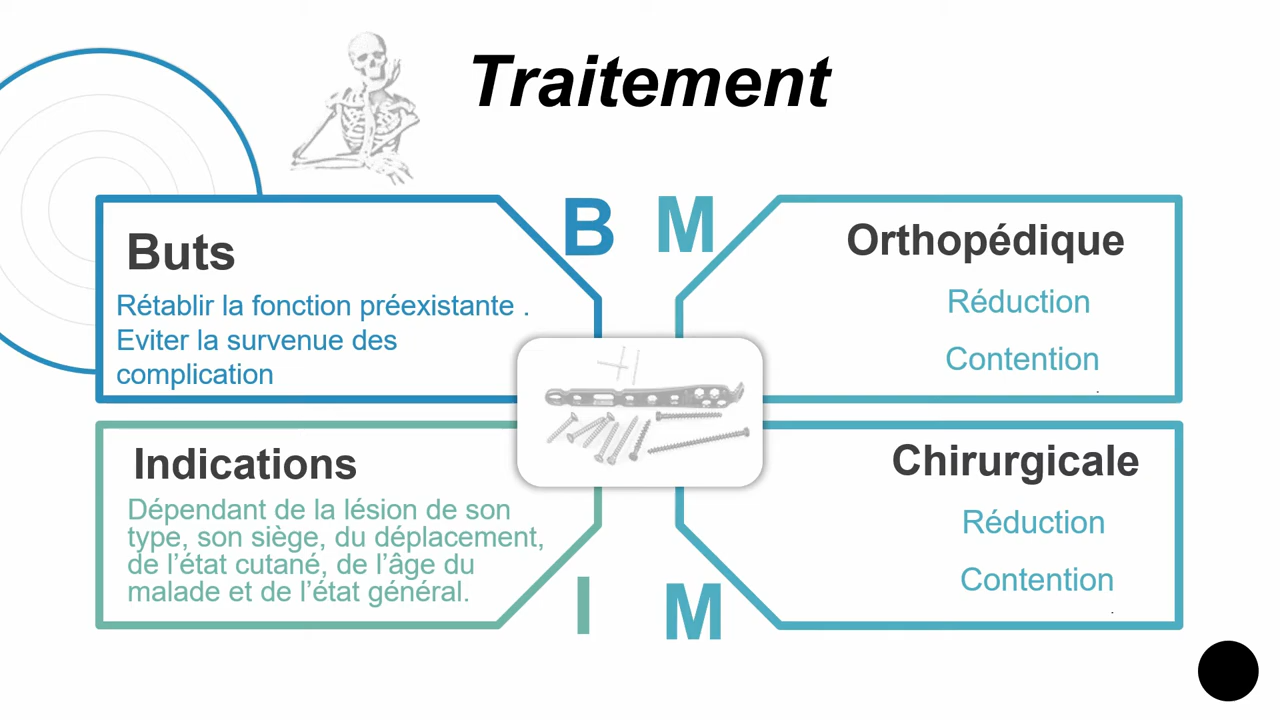 Traitement
B
Buts
Rétablir la fonction préexistante .
Eviter la survenue des
complication
M
Orthopédique
Réduction
Contention
.
Indications
Dépendant de la lésion de son
type, son siège, du déplacement,
de l’état cutané, de l’âge du
malade et de l’état général.
I
M
Chirurgicale
Réduction
Contention
.